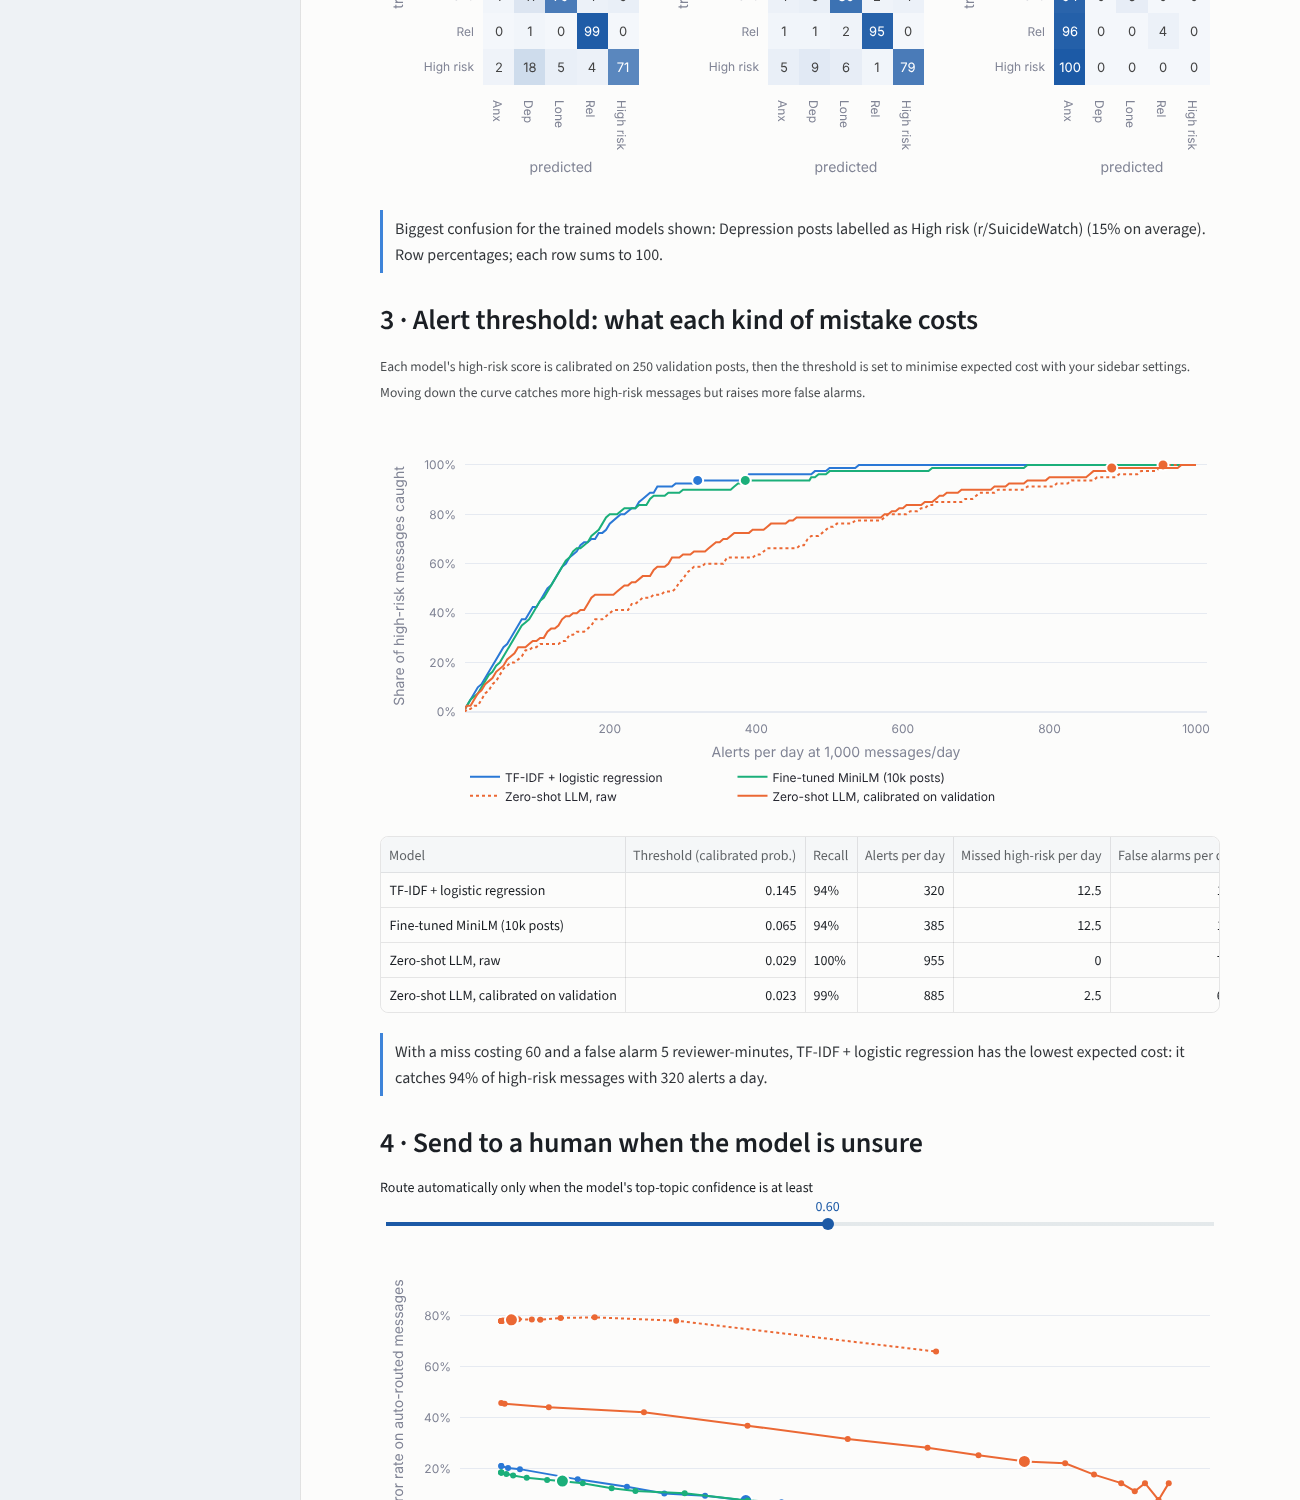 Rel 0 1 0 99 0
Rel 1 1 2 95 0
Rel 96 0 0 4 0
High risk 2 18 5 4 71
High risk 5 9 6 1 79
High risk 100 0 0 0 0
Anx Dep Lone Rel High risk
Anx Dep Lone Rel High risk
Anx Dep Lone Rel High risk
predicted predicted predicted
Biggest confusion for the trained models shown: Depression posts labelled as High risk (r/SuicideWatch) (15% on average).
Row percentages; each row sums to 100.
3 · Alert threshold: what each kind of mistake costs
Each model's high-risk score is calibrated on 250 validation posts, then the threshold is set to minimise expected cost with your sidebar settings.
Moving down the curve catches more high-risk messages but raises more false alarms.
Share of high-risk messages caught
100%
80%
60%
40%
20%
0%
200 400 600 800 1000
Alerts per day at 1,000 messages/day
TF-IDF + logistic regression Fine-tuned MiniLM (10k posts)
Zero-shot LLM, raw Zero-shot LLM, calibrated on validation
Model Threshold (calibrated prob.) Recall Alerts per day Missed high-risk per day False alarms per
TF-IDF + logistic regression 0.145 94% 320 12.5
Fine-tuned MiniLM (10k posts) 0.065 94% 385 12.5
Zero-shot LLM, raw 0.029 100% 955 0
Zero-shot LLM, calibrated on validation 0.023 99% 885 2.5
With a miss costing 60 and a false alarm 5 reviewer-minutes, TF-IDF + logistic regression has the lowest expected cost: it
catches 94% of high-risk messages with 320 alerts a day.
4 · Send to a human when the model is unsure
Route automatically only when the model's top-topic confidence is at least
0.60
rate on auto-routed messages
80%
60%
40%
20%